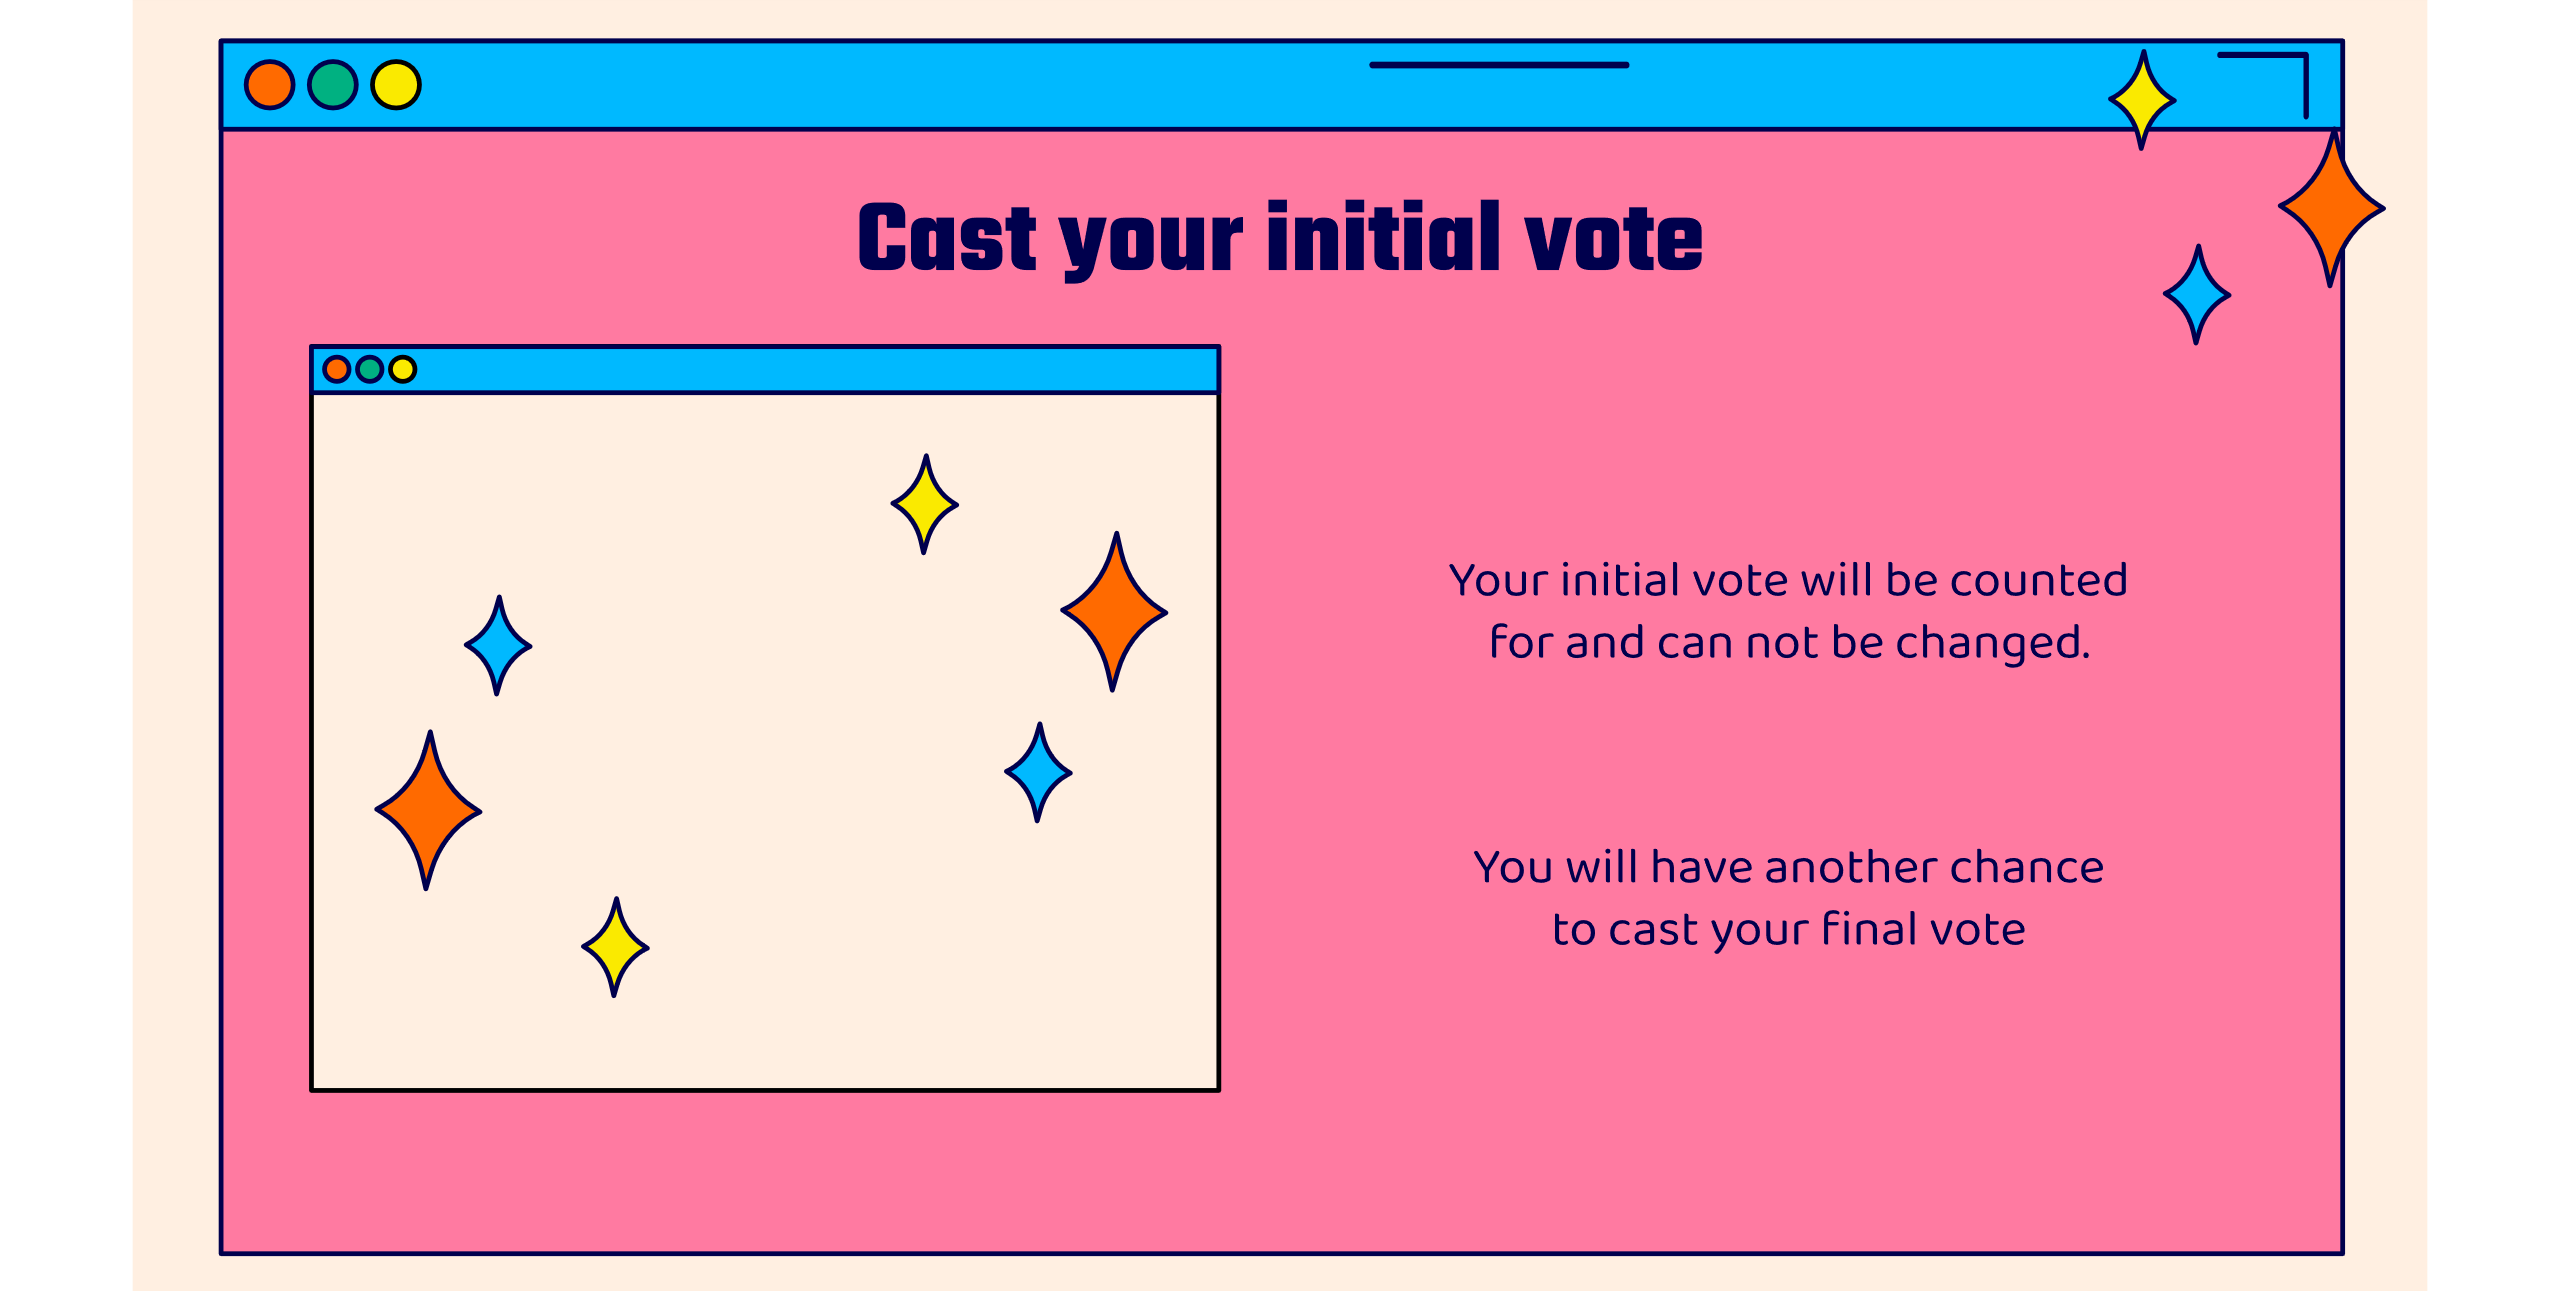 Cast your initial vote
Your initial vote will be counted
for and can not be changed.
You will have another chance
to cast your final vote